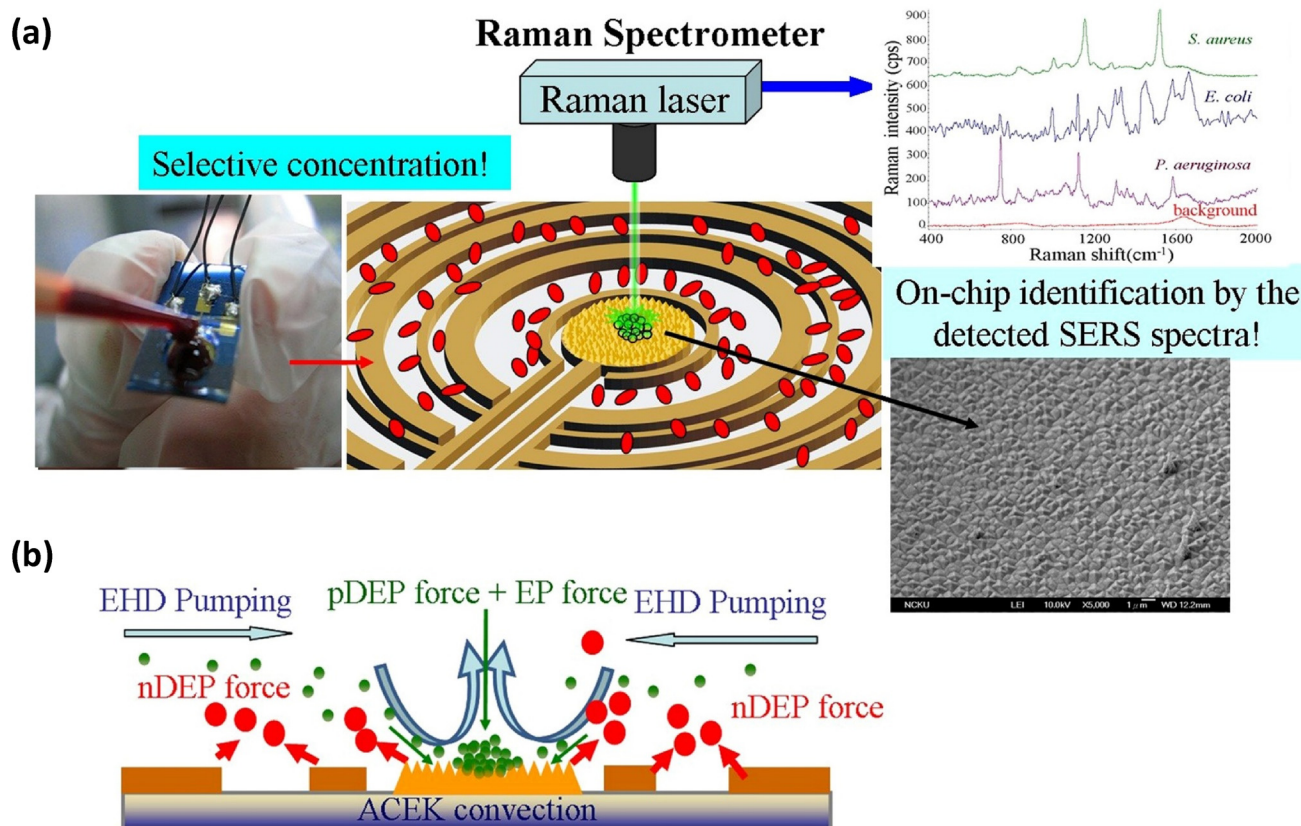 (a)
Raman Spectrometer
Raman laser
Selective concentration!
900
800
700
600
500
400
300
200
100
0
Raman intensity (cps)
S. aureus
E. coli
P. aeruginosa
background
400
800
1200
1600
2000
Raman shift(cm-1)
On-chip identification by the
detected SERS spectra!
NCKU LEI 10.0kV X5,000 1μm WD 12.2mm
(b)
EHD Pumping
pDEP force + EP force
EHD Pumping
nDEP force
nDEP force
ACEK convection